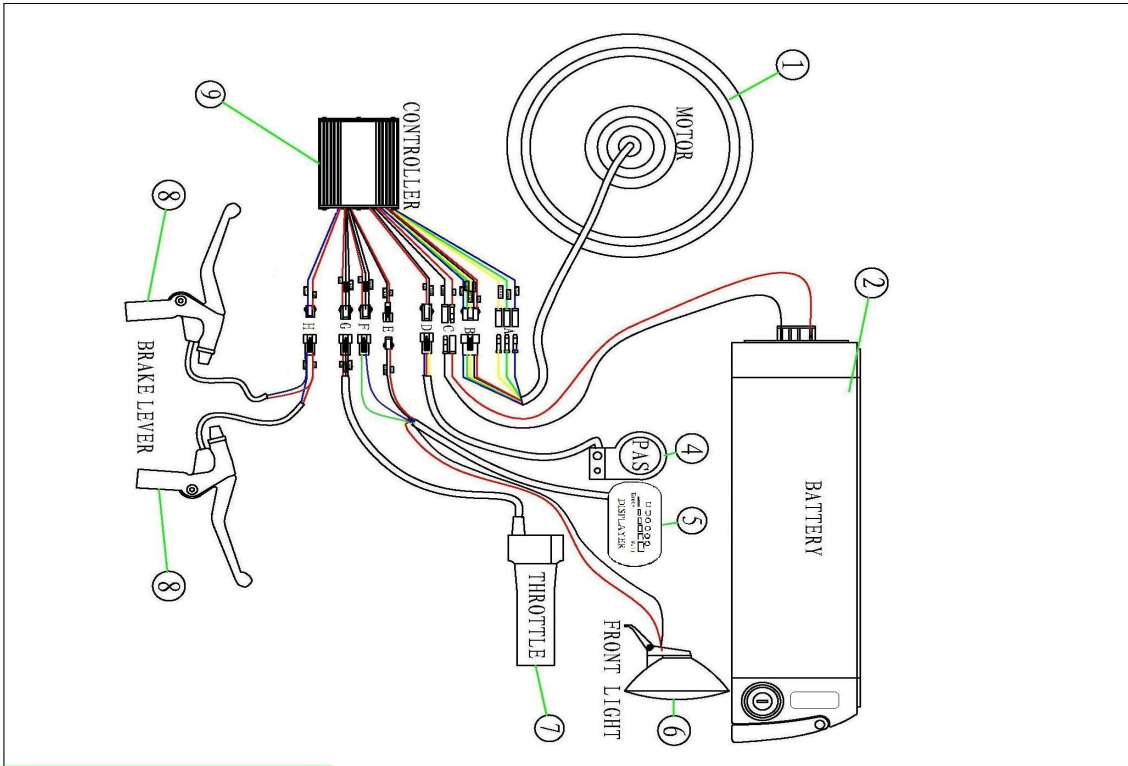 1
MOTOR
2
BATTERY
CONTROLLER
9
8
BRAKE LEVER
8
A
B
C
D
E
F
G
H
PAS
4
DISPLAYER
5
THROTTLE
7
FRONT LIGHT
6